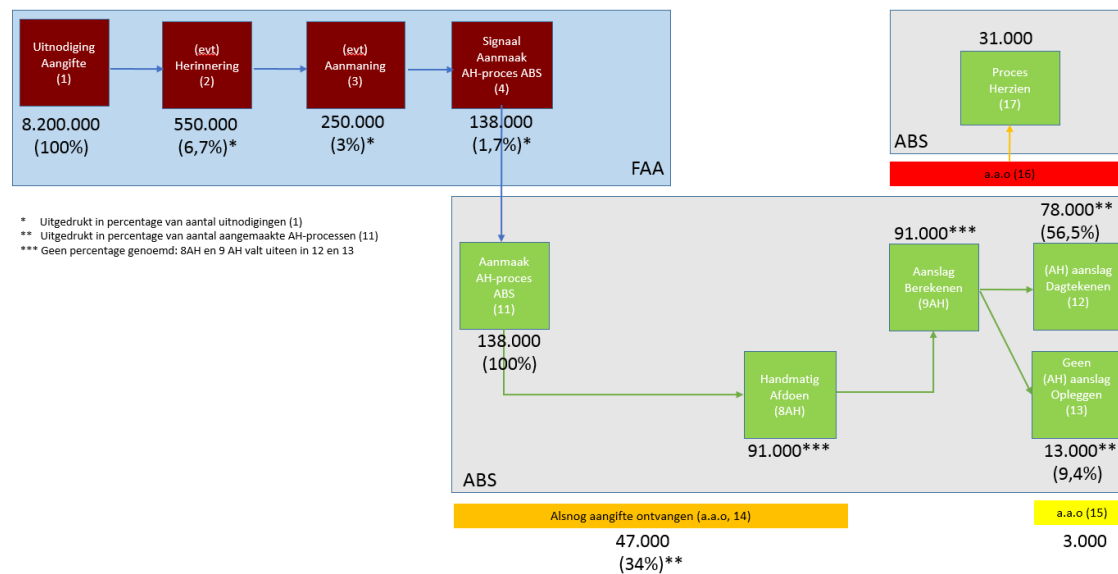 Uitnodiging
Aangifte
(1)
(evt)
Herinnering
(2)
(evt)
Aanmaning
(3)
Signaal
Aanmaak
AH-proces ABS
(4)
8.200.000
(100%)
550.000
(6,7%)*
250.000
(3%)*
138.000
(1,7%)*
FAA
31.000
Proces
Herzien
(17)
ABS
a.a.o (16)
* Uitgedrukt in percentage van aantal uitnodigingen (1)
** Uitgedrukt in percentage van aantal aangemaakte AH-processen (11)
*** Geen percentage genoemd: 8AH en 9 AH valt uiteen in 12 en 13
Aanmaak
AH-proces
ABS
(11)
138.000
(100%)
Handmatig
Afdoen
(8AH)
91.000***
91.000***
Aanslag
Berekenen
(9AH)
78.000**
(56,5%)
(AH) aanslag
Dagtekenen
(12)
Geen
(AH) aanslag
Opleggen
(13)
13.000**
(9,4%)
ABS
Alsnog aangifte ontvangen (a.a.o, 14)
47.000
(34%)**
a.a.o (15)
3.000